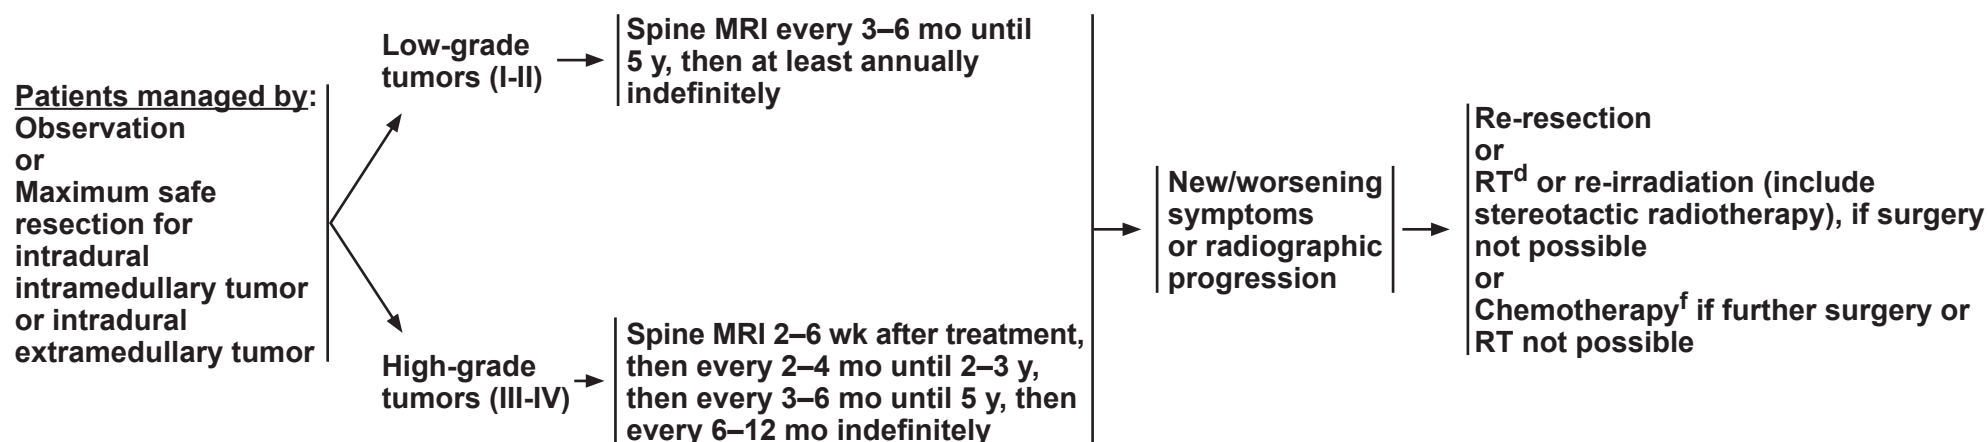 Patients managed by:
Observation
or
Maximum safe
resection for
intradural
intramedullary tumor
or intradural
extramedullary tumor
Low-grade
tumors (I-II)
Spine MRI every 3–6 mo until
5 y, then at least annually
indefinitely
High-grade
tumors (III-IV)
Spine MRI 2–6 wk after treatment,
then every 2–4 mo until 2–3 y,
then every 3–6 mo until 5 y, then
every 6–12 mo indefinitely
New/worsening
symptoms
or radiographic
progression
Re-resection
or
RTd or re-irradiation (include
stereotactic radiotherapy), if surgery
not possible
or
Chemotherapyf if further surgery or
RT not possible